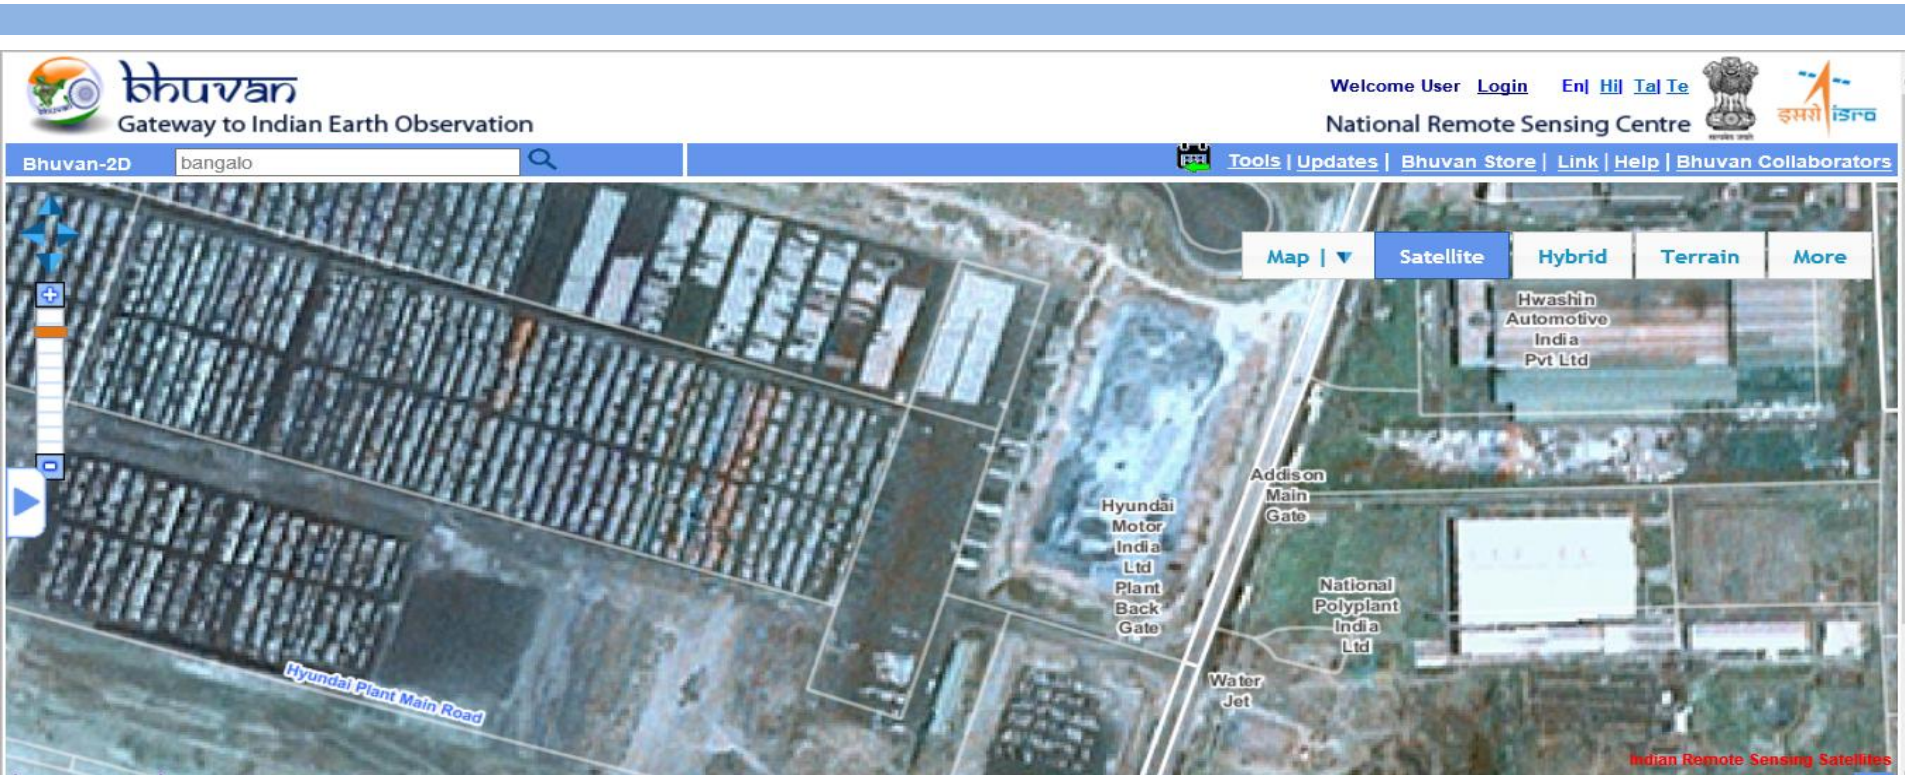 bhuvan
Gateway to Indian Earth Observation
Welcome User Login En| Hi| Ta| Te
National Remote Sensing Centre
इसरो isro
Bhuvan-2D bangalo
Tools | Updates | Bhuvan Store | Link | Help | Bhuvan Collaborators
Map | ▼ Satellite Hybrid Terrain More
Hwashin
Automotive
India
Pvt Ltd
Addison
Main
Gate
Hyundai
Motor
India
Ltd
Plant
Back
Gate
National
Polyplant
India
Ltd
Water
Jet
Hyundai Plant Main Road
Indian Remote Sensing Satellites